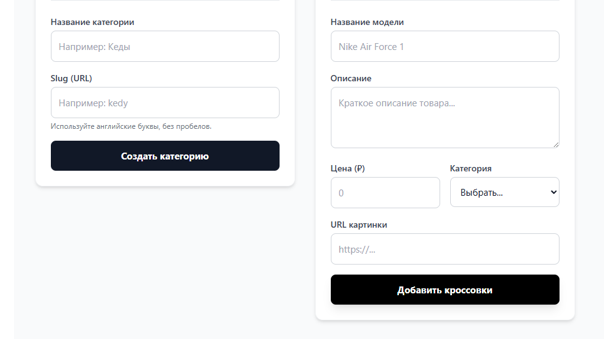 Название категории
Например: Кеды
Slug (URL)
Например: kedy
Используйте английские буквы, без пробелов.
Создать категорию
Название модели
Nike Air Force 1
Описание
Краткое описание товара...
Цена (₽)
Категория
0
Выбрать...
URL картинки
https://...
Добавить кроссовки